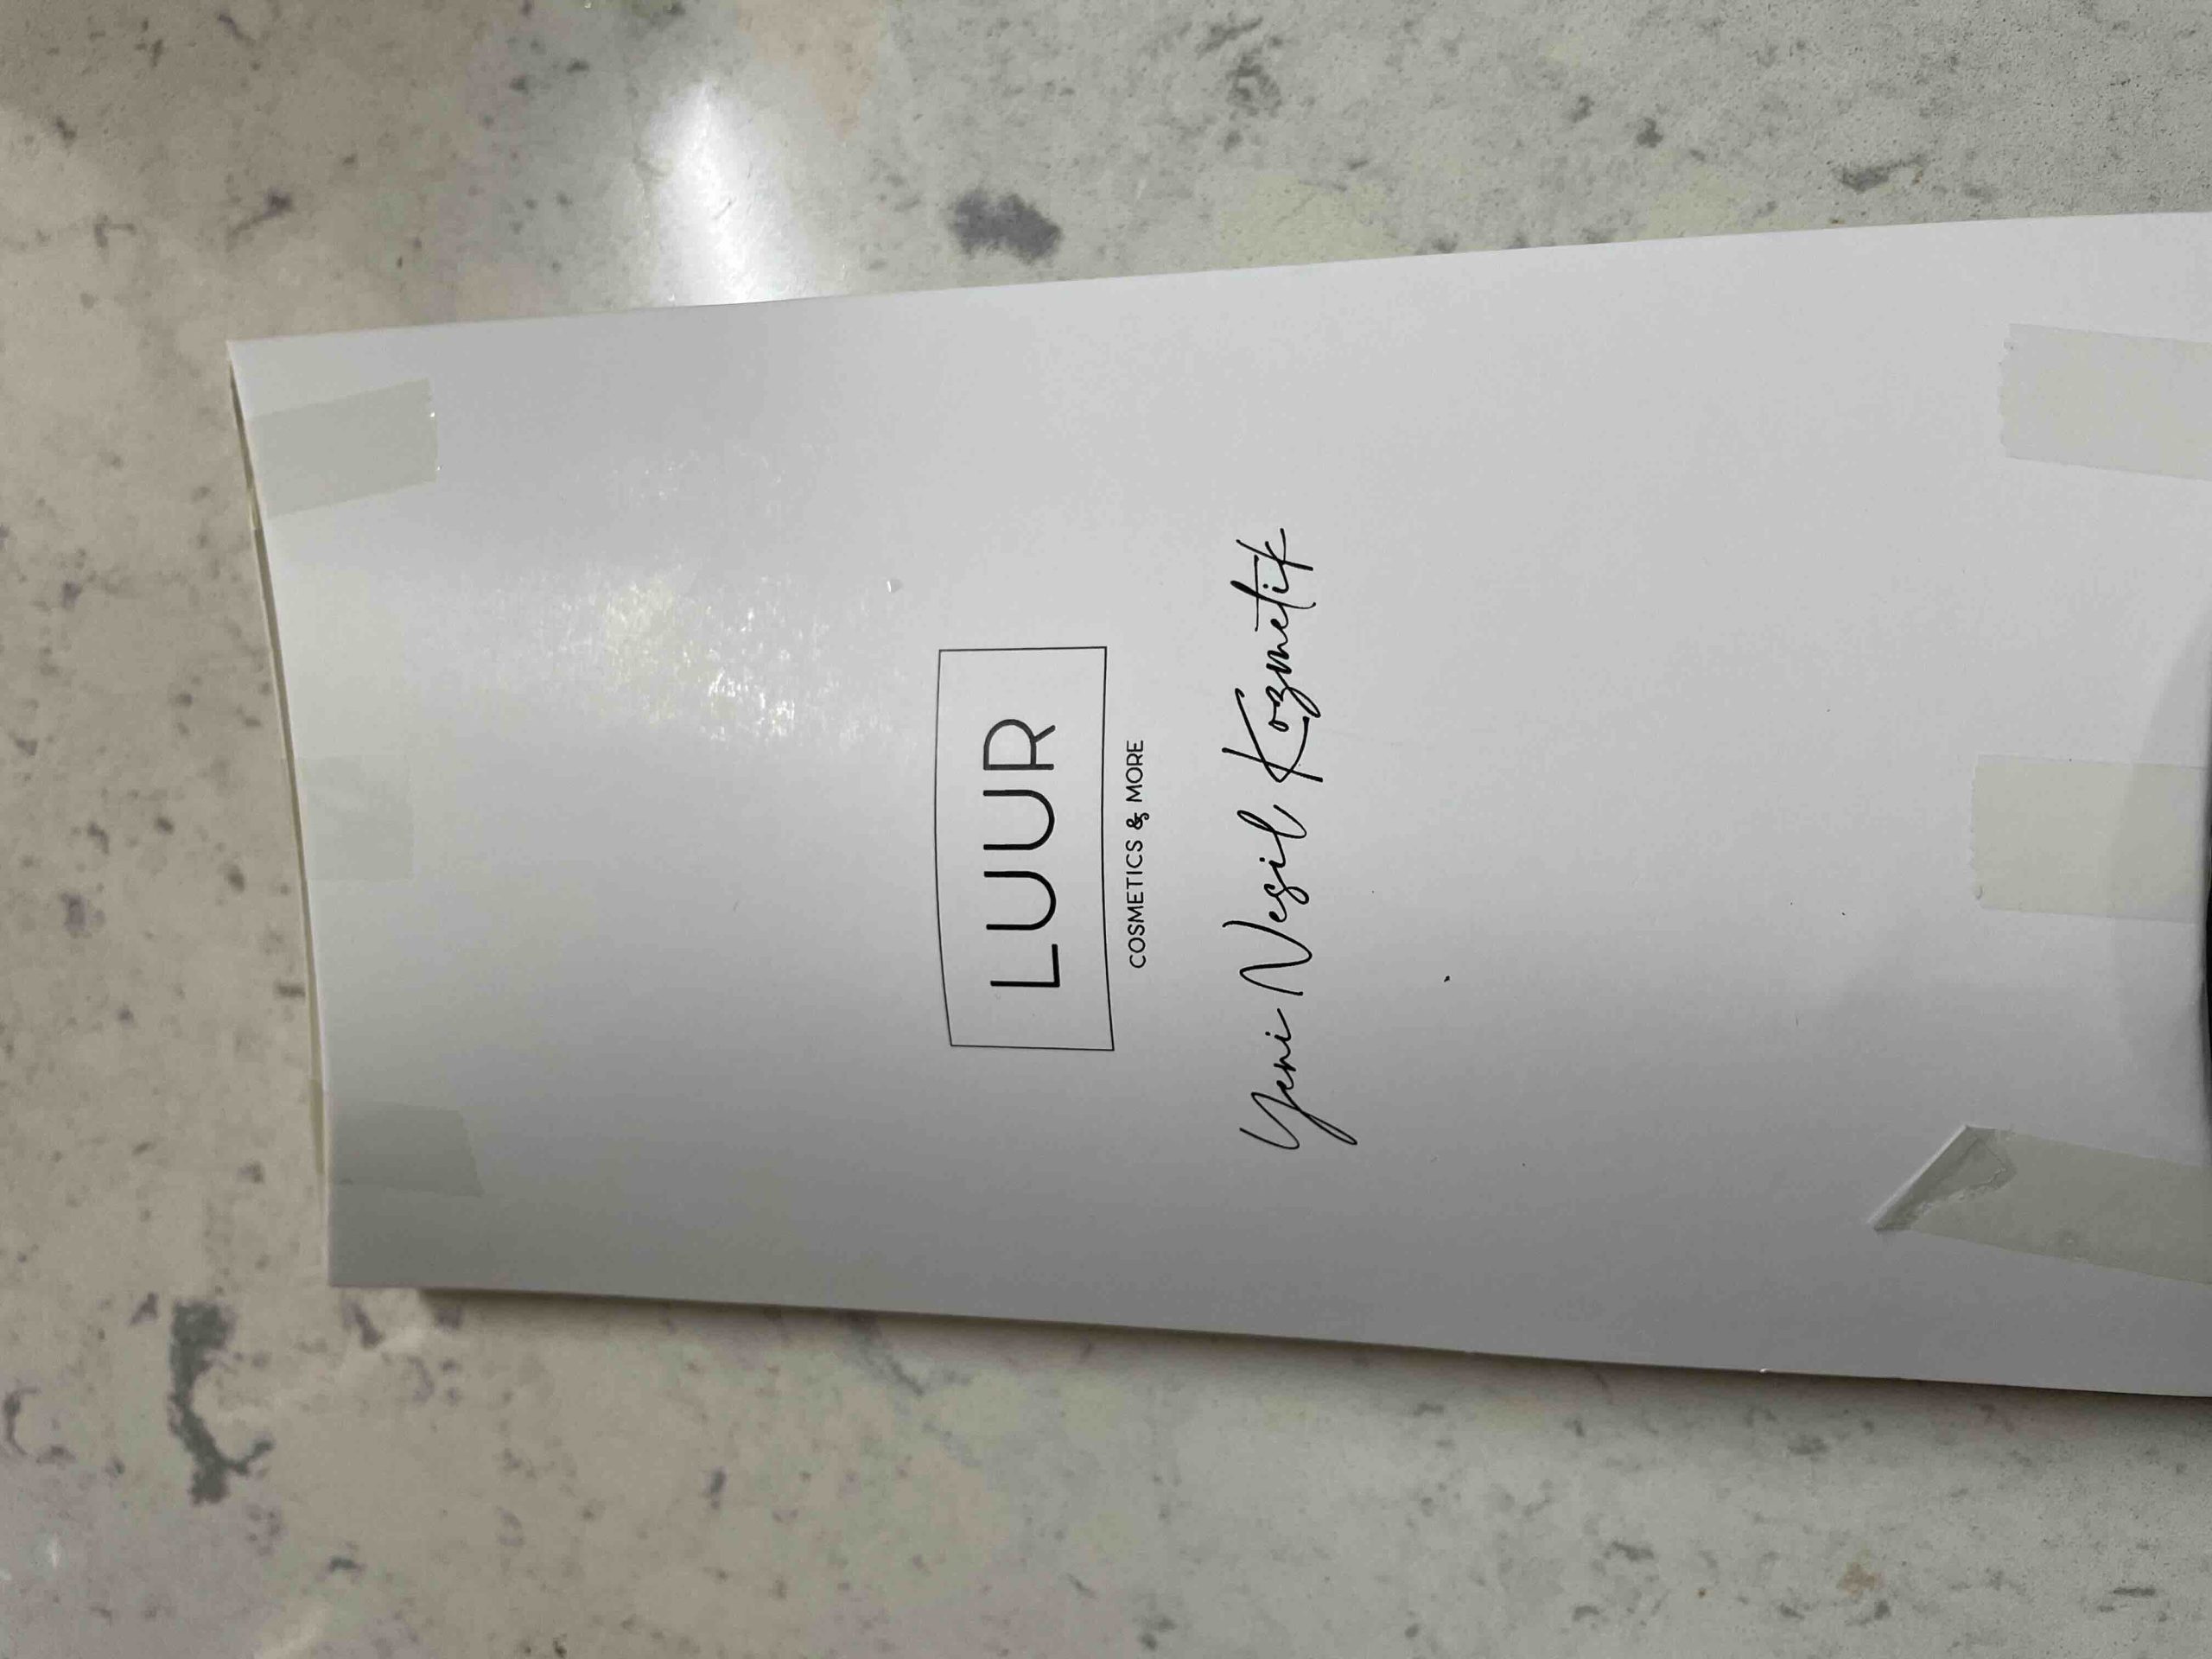 LUUR
COSMETICS & MORE
Yeni Nesil Kozmetik